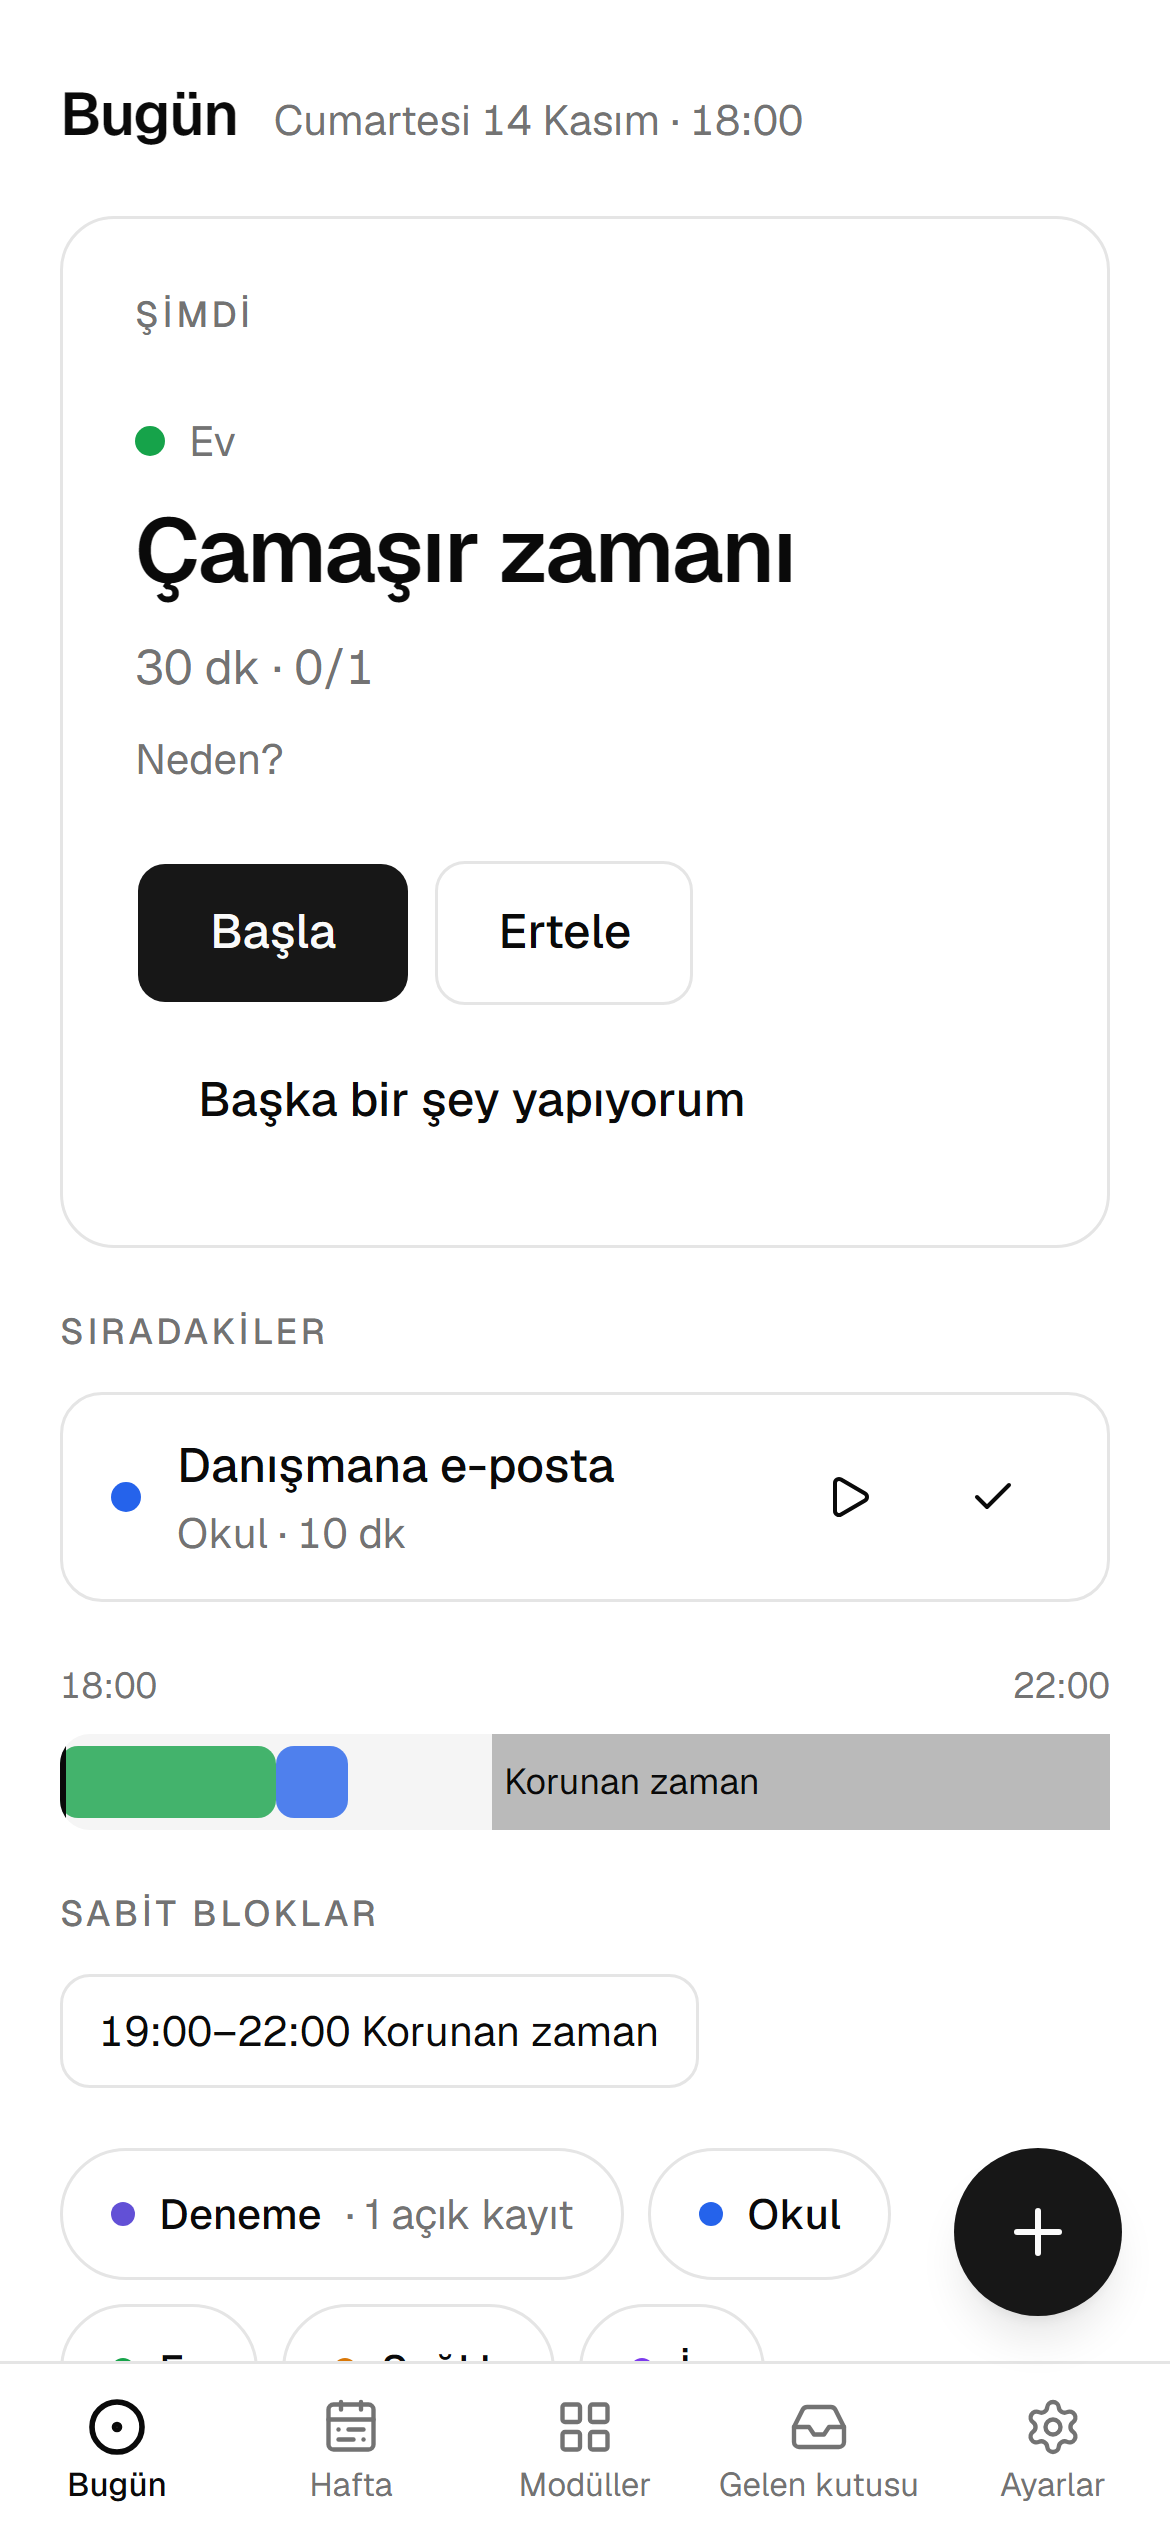 Bugün Cumartesi 14 Kasım · 18:00
ŞİMDİ
Ev
Çamaşır zamanı
30 dk · 0/1
Neden?
Başla Ertele
Başka bir şey yapıyorum
SIRADAKİLER
Danışmana e-posta
Okul · 10 dk
18:00 22:00
Korunan zaman
SABİT BLOKLAR
19:00–22:00 Korunan zaman
Deneme · 1 açık kayıt Okul
Bugün Hafta Modüller Gelen kutusu Ayarlar